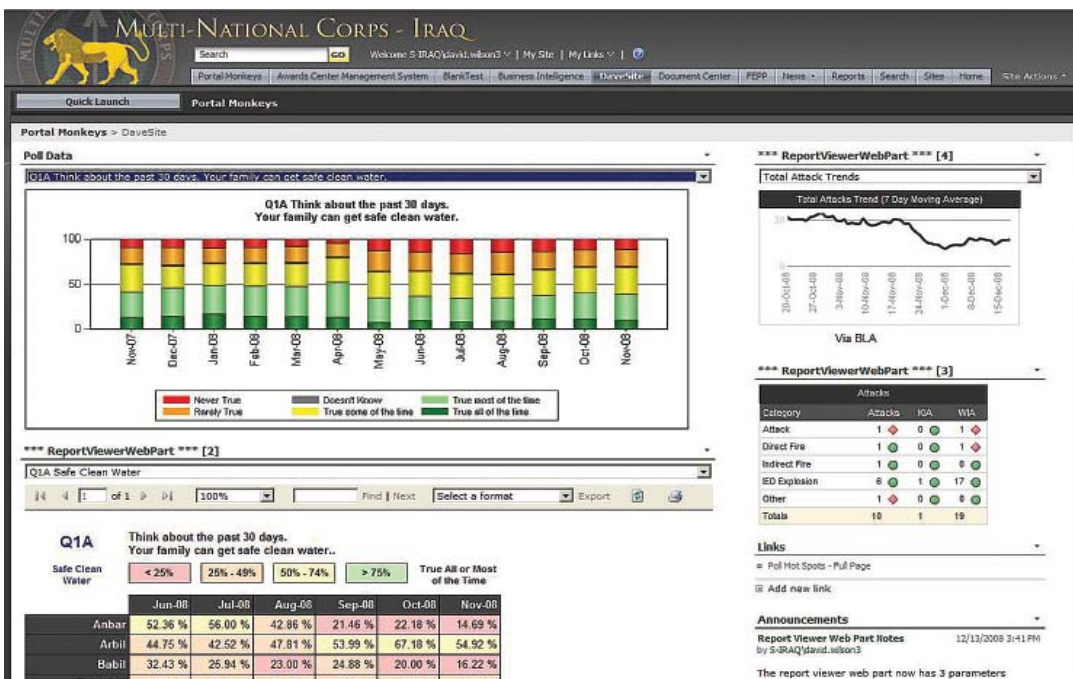 MULTI-NATIONAL CORPS - IRAQ
Search GO Welcome S-IRAQ\david.wilson3 | My Site | My Links
Portal Monkeys Awards Center Management System BlankTest Business Intelligence DaveSite Document Center FEPP News Reports Search Sites Home Site Actions
Quick Launch Portal Monkeys
Portal Monkeys > DaveSite
Poll Data
Q1A Think about the past 30 days. Your family can get safe clean water.
Q1A Think about the past 30 days.
Your family can get safe clean water.
100
50
0
Nov-07 Dec-07 Jan-08 Feb-08 Mar-08 Apr-08 May-08 Jun-08 Jul-08 Aug-08 Sep-08 Oct-08 Nov-08
Never True Doesn't Know True most of the time
Rarely True True some of the time True all of the time
*** ReportViewerWebPart *** [2]
Q1A Safe Clean Water
1 of 1 100% Find | Next Select a format Export
Q1A Think about the past 30 days.
Your family can get safe clean water..
Safe Clean Water
< 25% 25% - 49% 50% - 74% > 75% True All or Most of the Time
Jun-08 Jul-08 Aug-08 Sep-08 Oct-08 Nov-08
Anbar 52.36 % 56.00 % 42.86 % 21.46 % 22.18 % 14.69 %
Arbil 44.75 % 42.52 % 47.81 % 53.99 % 67.18 % 54.92 %
Babil 32.43 % 25.94 % 23.00 % 24.88 % 20.00 % 16.22 %
*** ReportViewerWebPart *** [4]
Total Attack Trends
Total Attacks Trend (7 Day Moving Average)
0
20-Oct-08 27-Oct-08 3-Nov-08 10-Nov-08 17-Nov-08 24-Nov-08 1-Dec-08 8-Dec-08 15-Dec-08
Via BLA
*** ReportViewerWebPart *** [3]
Attacks
Category Attacks KIA WIA
Attack 1 0 1
Direct Fire 1 0 1
Indirect Fire 1 0 0
IED Explosion 6 1 17
Other 1 0 0
Totals 10 1 19
Links
Poll Hot Spots - Full Page
Add new link
Announcements
Report Viewer Web Part Notes 12/13/2008 3:41 PM
by S-IRAQ\david.wilson3
The report viewer web part now has 3 parameters